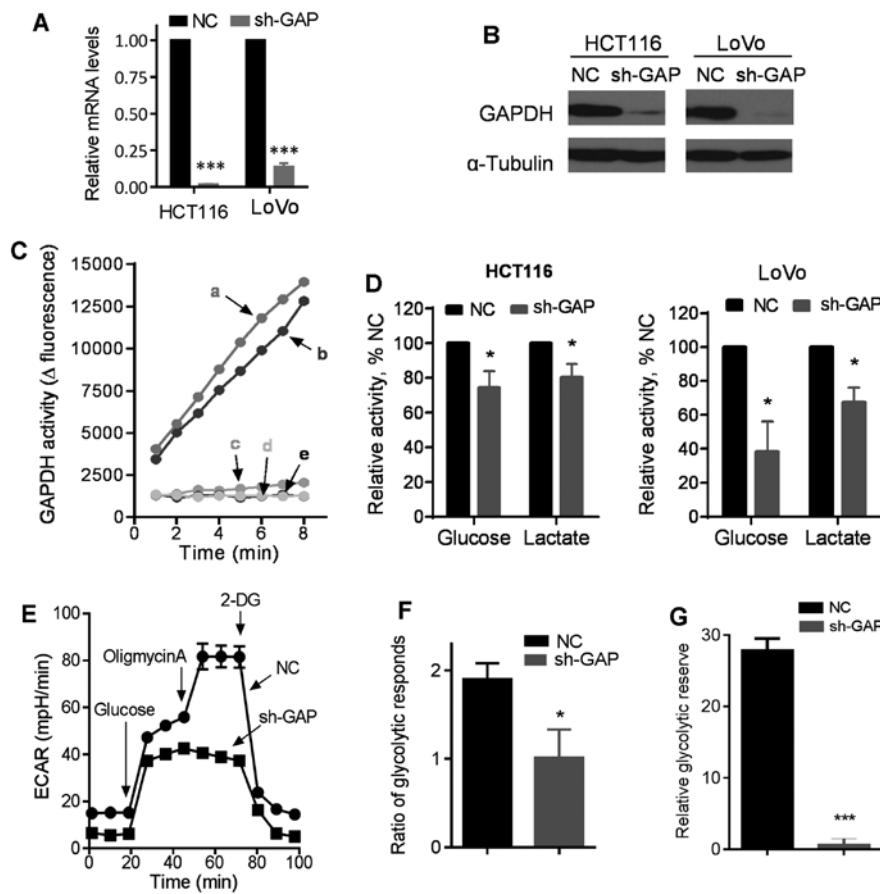 A
NC sh-GAP
Relative mRNA levels
1.00
0.75
0.50
0.25
0.00
***
***
HCT116 LoVo
B
HCT116 LoVo
NC sh-GAP NC sh-GAP
GAPDH
α-Tubulin
C
GAPDH activity (Δ fluorescence)
15000
12500
10000
7500
5000
2500
0
a
b
c d e
0 2 4 6 8
Time (min)
D
HCT116
NC sh-GAP
Relative activity, % NC
120
100
80
60
40
20
0
* *
Glucose Lactate
LoVo
NC sh-GAP
Relative activity, % NC
120
100
80
60
40
20
0
* *
Glucose Lactate
E
ECAR (mpH/min)
100
80
60
40
20
0
2-DG
OligmycinA
NC
Glucose
sh-GAP
0 20 40 60 80 100
Time (min)
F
NC
sh-GAP
Ratio of glycolytic responds
2
1
0
*
G
NC
sh-GAP
Relative glycolytic reserve
30
20
10
0
***